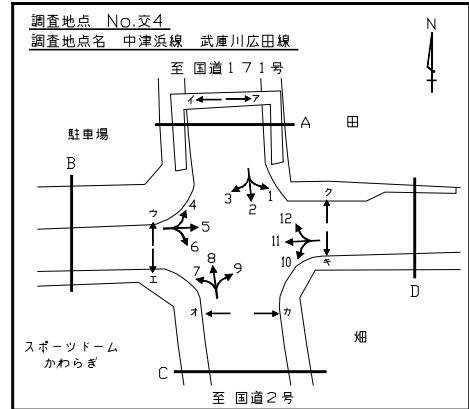 調査地点 No.交4
調査地点名 中津浜線 武庫川広田線
N
至 国道171号
イ ア
駐車場
A 田
B
3 2 1
ク
ウ 4
5
6
12
11
10
エ
キ
7 8 9
D
オ カ
スポーツドーム
かわらぎ
畑
C
至 国道2号